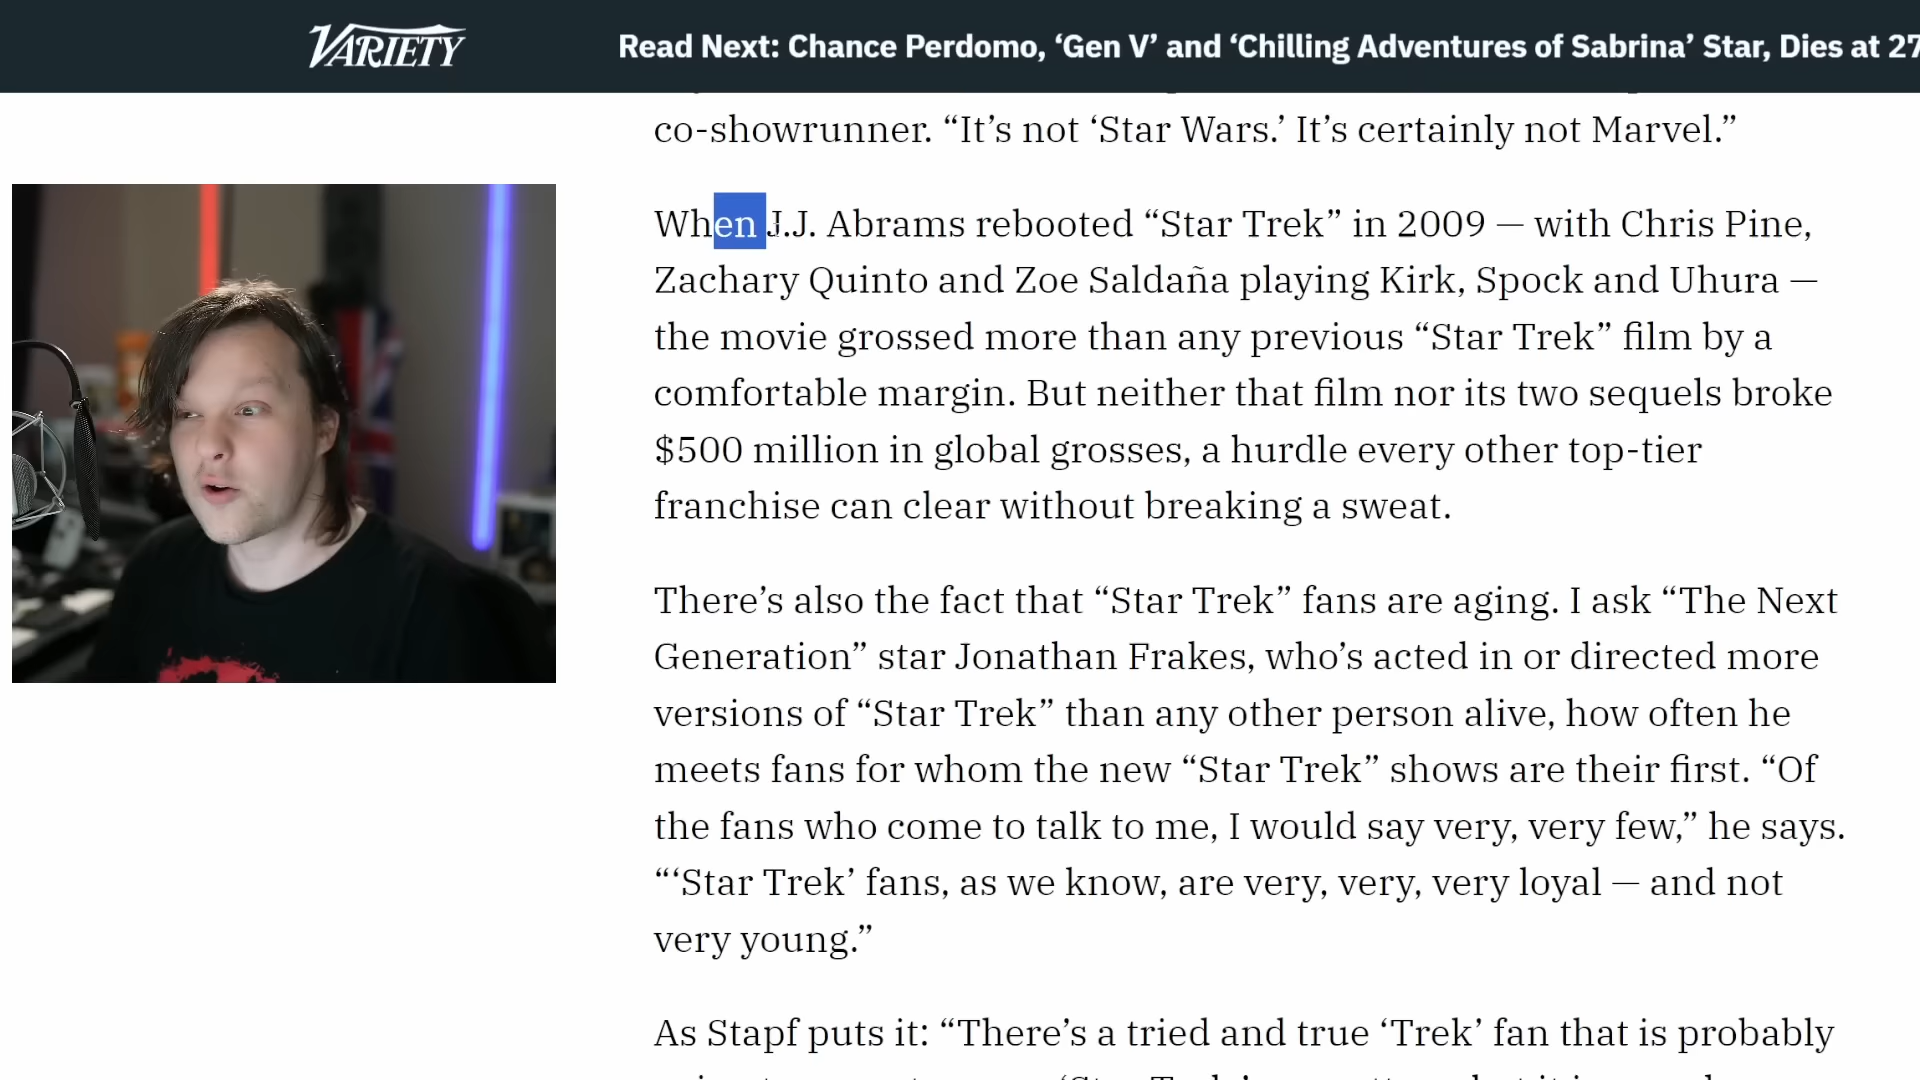 VARIETY
Read Next: Chance Perdomo, ‘Gen V’ and ‘Chilling Adventures of Sabrina’ Star, Dies at 27
co-showrunner. “It’s not ‘Star Wars.’ It’s certainly not Marvel.”
When J.J. Abrams rebooted “Star Trek” in 2009 — with Chris Pine,
Zachary Quinto and Zoe Saldaña playing Kirk, Spock and Uhura —
the movie grossed more than any previous “Star Trek” film by a
comfortable margin. But neither that film nor its two sequels broke
$500 million in global grosses, a hurdle every other top-tier
franchise can clear without breaking a sweat.
There’s also the fact that “Star Trek” fans are aging. I ask “The Next
Generation” star Jonathan Frakes, who’s acted in or directed more
versions of “Star Trek” than any other person alive, how often he
meets fans for whom the new “Star Trek” shows are their first. “Of
the fans who come to talk to me, I would say very, very few,” he says.
“‘Star Trek’ fans, as we know, are very, very, very loyal — and not
very young.”
As Stapf puts it: “There’s a tried and true ‘Trek’ fan that is probably